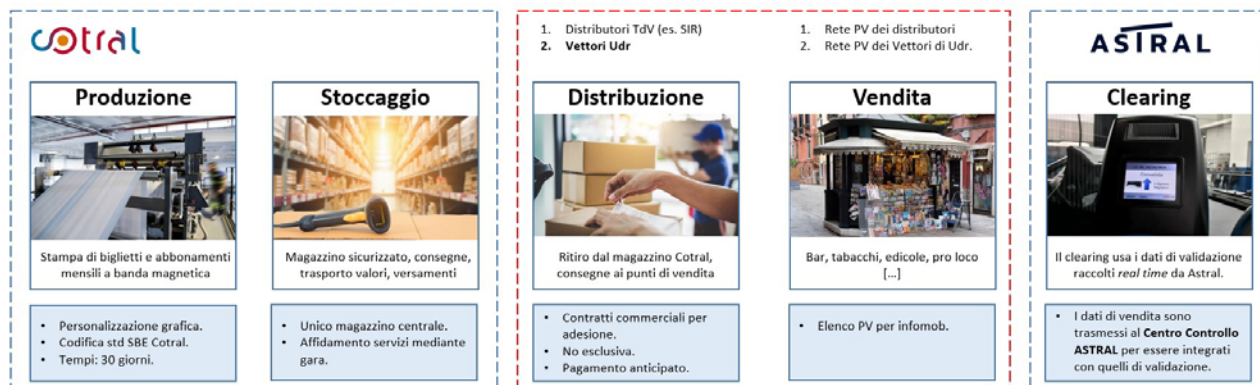 cotral
1. Distributori TdV (es. SIR)
2. Vettori Udr
1. Rete PV dei distributori
2. Rete PV dei Vettori di Udr.
ASTRAL
Produzione
Stoccaggio
Distribuzione
Vendita
Clearing
Stampa di biglietti e abbonamenti
mensili a banda magnetica
Magazzino sicurizzato, consegne,
trasporto valori, versamenti
Ritiro dal magazzino Cotral,
consegne ai punti di vendita
Bar, tabacchi, edicole, pro loco
[...]
Il clearing usa i dati di validazione
raccolti real time da Astral.
• Personalizzazione grafica.
• Codifica std SBE Cotral.
• Tempi: 30 giorni.
• Unico magazzino centrale.
• Affidamento servizi mediante
gara.
• Contratti commerciali per
adesione.
• No esclusiva.
• Pagamento anticipato.
• Elenco PV per infomob.
• I dati di vendita sono
trasmessi al Centro Controllo
ASTRAL per essere integrati
con quelli di validazione.